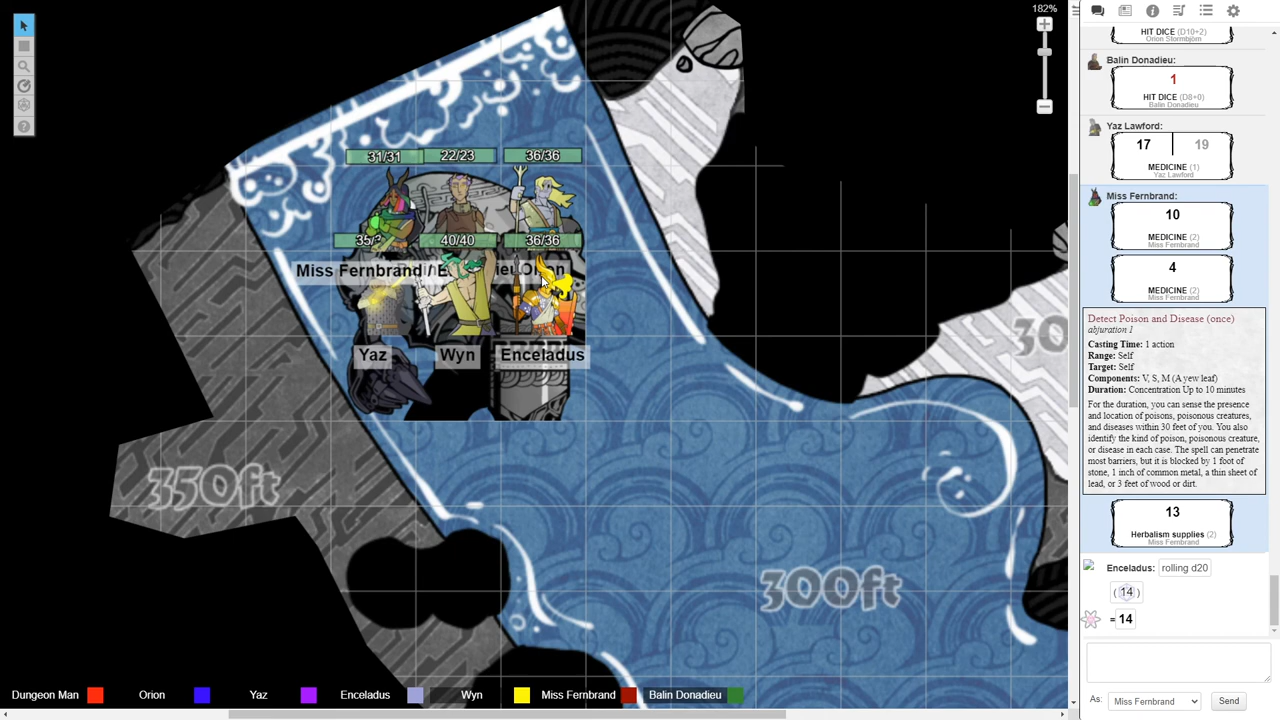 182%
31/31
22/23
36/36
35/3
40/40
36/36
Miss Fernbrand
Yaz
Wyn
Enceladus
350ft
300ft
30
Dungeon Man
Orion
Yaz
Enceladus
Wyn
Miss Fernbrand
Balin Donadieu
HIT DICE (D10+2)
Orion Stormbjörn
Balin Donadieu:
1
HIT DICE (D8+0)
Balin Donadieu
Yaz Lawford:
17 19
MEDICINE (1)
Yaz Lawford
Miss Fernbrand:
10
MEDICINE (2)
Miss Fernbrand
4
MEDICINE (2)
Miss Fernbrand
Detect Poison and Disease (once)
abjuration 1
Casting Time: 1 action
Range: Self
Target: Self
Components: V, S, M (A yew leaf)
Duration: Concentration Up to 10 minutes
For the duration, you can sense the presence
and location of poisons, poisonous creatures,
and diseases within 30 feet of you. You also
identify the kind of poison, poisonous creature,
or disease in each case. The spell can penetrate
most barriers, but it is blocked by 1 foot of
stone, 1 inch of common metal, a thin sheet of
lead, or 3 feet of wood or dirt.
13
Herbalism supplies (2)
Miss Fernbrand
Enceladus: rolling d20
(14)
=14
As: Miss Fernbrand Send